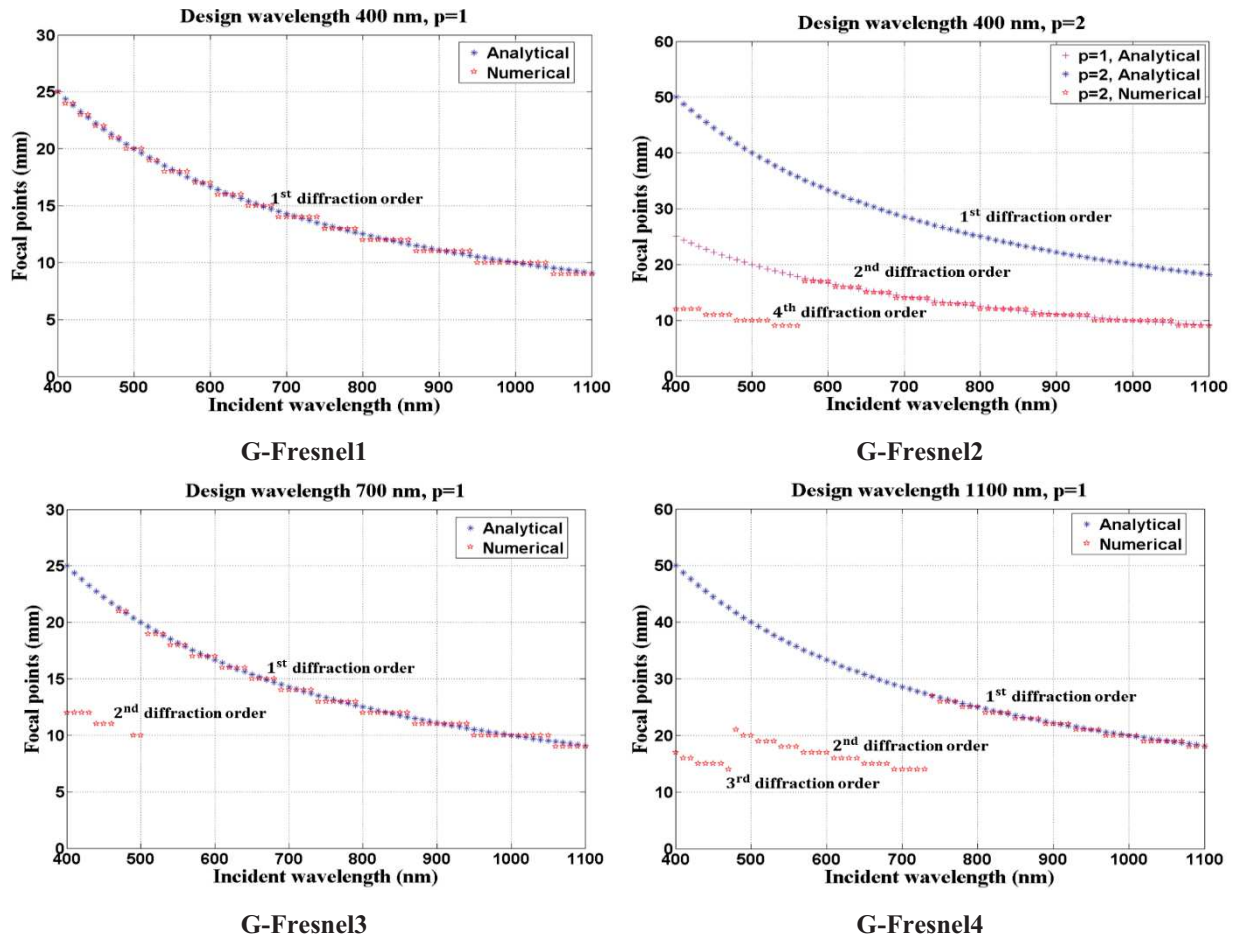 Design wavelength 400 nm, p=1
30
25
20
15
10
5
0
Focal points (mm)
Analytical
Numerical
1st diffraction order
400 500 600 700 800 900 1000 1100
Incident wavelength (nm)
G-Fresnel1
Design wavelength 400 nm, p=2
60
50
40
30
20
10
0
Focal points (mm)
p=1, Analytical
p=2, Analytical
p=2, Numerical
1st diffraction order
2nd diffraction order
4th diffraction order
400 500 600 700 800 900 1000 1100
Incident wavelength (nm)
G-Fresnel2
Design wavelength 700 nm, p=1
30
25
20
15
10
5
0
Focal points (mm)
Analytical
Numerical
1st diffraction order
2nd diffraction order
400 500 600 700 800 900 1000 1100
Incident wavelength (nm)
G-Fresnel3
Design wavelength 1100 nm, p=1
60
50
40
30
20
10
0
Focal points (mm)
Analytical
Numerical
1st diffraction order
2nd diffraction order
3rd diffraction order
400 500 600 700 800 900 1000 1100
Incident wavelength (nm)
G-Fresnel4